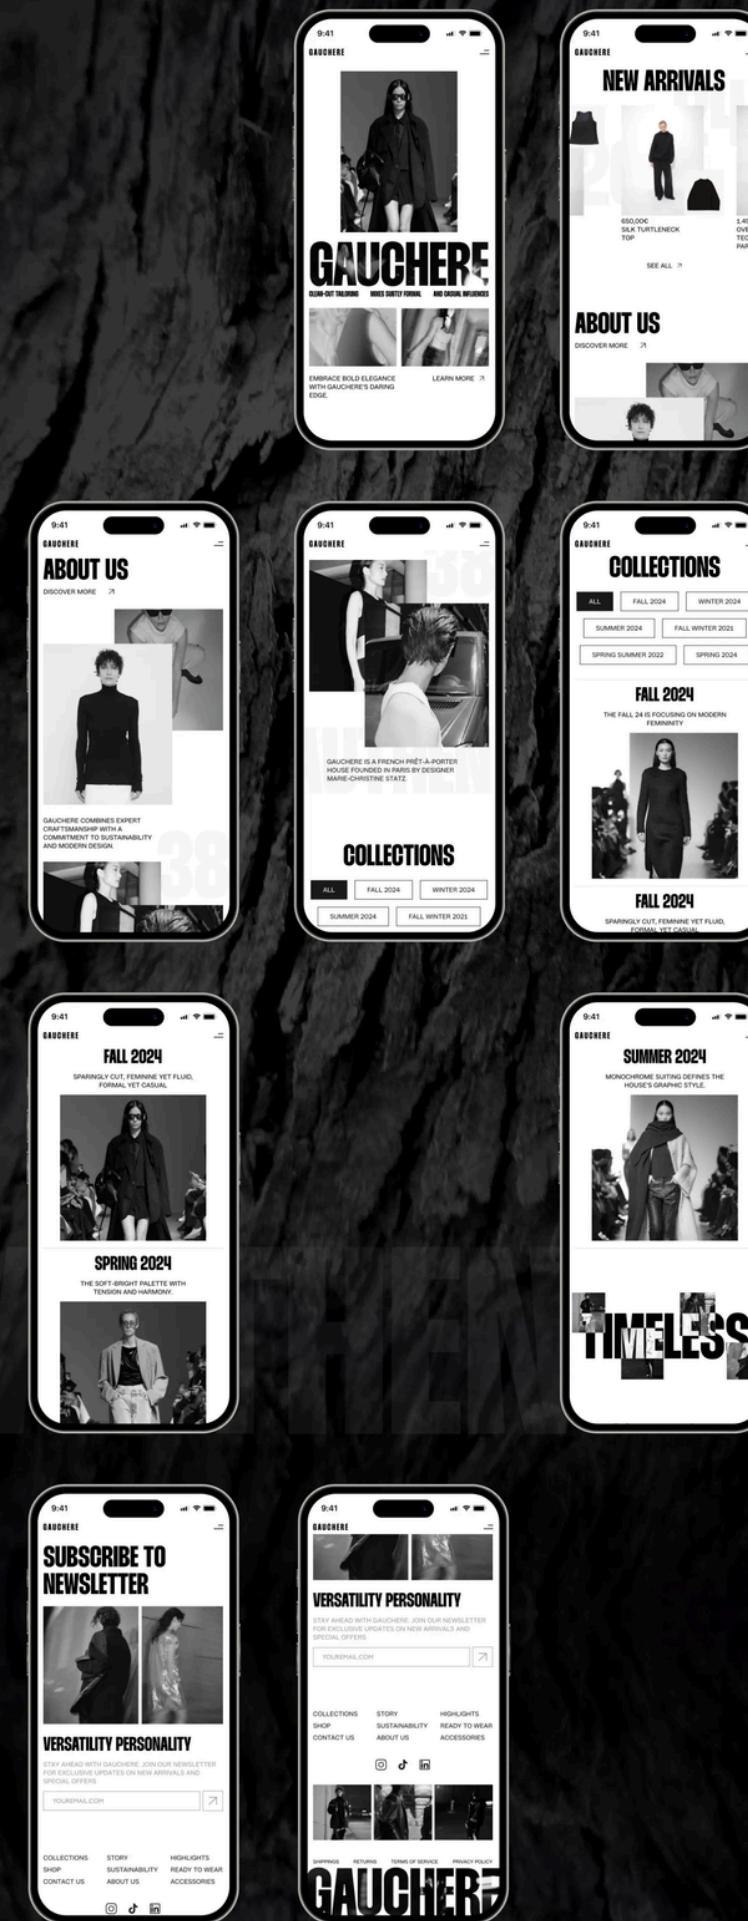 9:41
GAUCHERE
GAUCHERE
CLEAN-CUT TAILORING MIXES SUBTLY FORMAL AND CASUAL INFLUENCES
EMBRACE BOLD ELEGANCE
WITH GAUCHERE'S DARING
EDGE.
LEARN MORE
9:41
GAUCHERE
NEW ARRIVALS
650,00€
SILK TURTLENECK
TOP
SEE ALL
ABOUT US
DISCOVER MORE
9:41
GAUCHERE
ABOUT US
DISCOVER MORE
GAUCHERE COMBINES EXPERT
CRAFTSMANSHIP WITH A
COMMITMENT TO SUSTAINABILITY
AND MODERN DESIGN.
38
9:41
GAUCHERE
38
GAUCHERE IS A FRENCH PRÊT-À-PORTER
HOUSE FOUNDED IN PARIS BY DESIGNER
MARIE-CHRISTINE STATZ
COLLECTIONS
ALL FALL 2024 WINTER 2024
SUMMER 2024 FALL WINTER 2021
9:41
GAUCHERE
COLLECTIONS
ALL FALL 2024 WINTER 2024
SUMMER 2024 FALL WINTER 2021
SPRING SUMMER 2022 SPRING 2024
FALL 2024
THE FALL 24 IS FOCUSING ON MODERN
FEMININITY
FALL 2024
SPARINGLY CUT, FEMININE YET FLUID,
FORMAL YET CASUAL
9:41
GAUCHERE
FALL 2024
SPARINGLY CUT, FEMININE YET FLUID,
FORMAL YET CASUAL
SPRING 2024
THE SOFT-BRIGHT PALETTE WITH
TENSION AND HARMONY.
9:41
GAUCHERE
SUMMER 2024
MONOCHROME SUITING DEFINES THE
HOUSE'S GRAPHIC STYLE.
TIMELESS
9:41
GAUCHERE
SUBSCRIBE TO
NEWSLETTER
VERSATILITY PERSONALITY
STAY AHEAD WITH GAUCHERE: JOIN OUR NEWSLETTER
FOR EXCLUSIVE UPDATES ON NEW ARRIVALS AND
SPECIAL OFFERS
YOUREMAIL.COM
COLLECTIONS STORY HIGHLIGHTS
SHOP SUSTAINABILITY READY TO WEAR
CONTACT US ABOUT US ACCESSORIES
9:41
GAUCHERE
VERSATILITY PERSONALITY
STAY AHEAD WITH GAUCHERE: JOIN OUR NEWSLETTER
FOR EXCLUSIVE UPDATES ON NEW ARRIVALS AND
SPECIAL OFFERS
YOUREMAIL.COM
COLLECTIONS STORY HIGHLIGHTS
SHOP SUSTAINABILITY READY TO WEAR
CONTACT US ABOUT US ACCESSORIES
SHIPPINGS RETURNS TERMS OF SERVICE PRIVACY POLICY
GAUCHERE